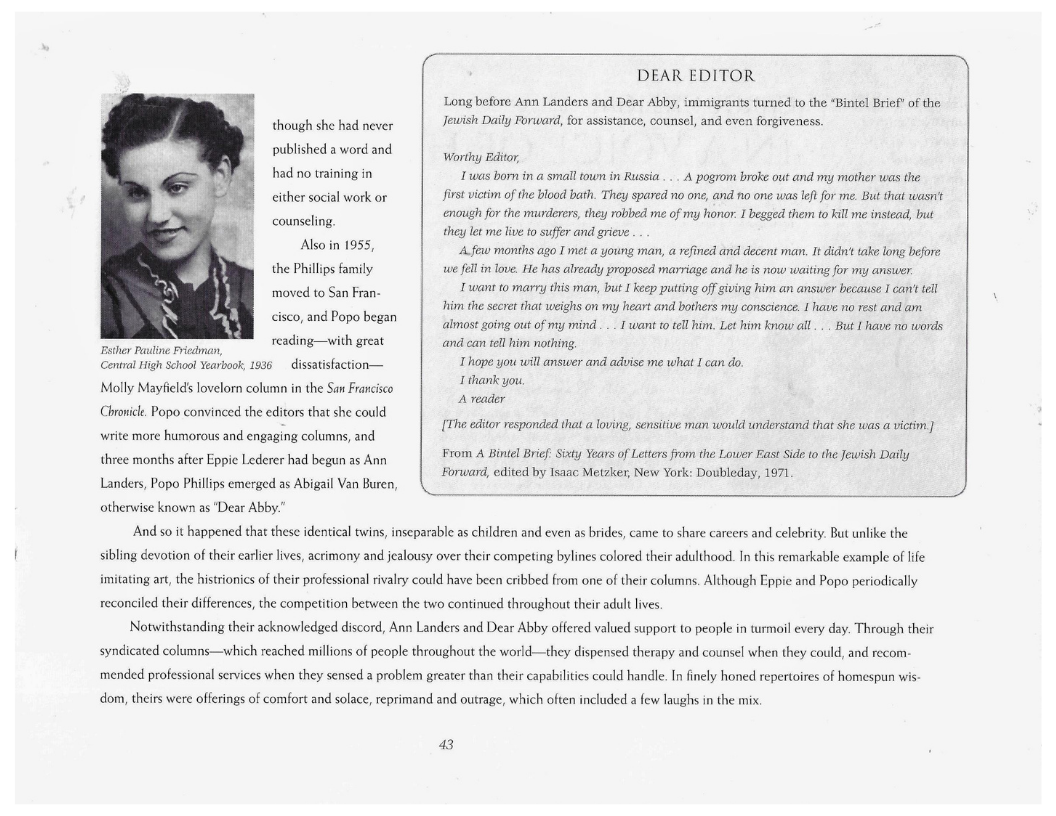 though she had never
published a word and
had no training in
either social work or
counseling.
Also in 1955,
the Phillips family
moved to San Fran-
cisco, and Popo began
reading—with great
Esther Pauline Friedman,
Central High School Yearbook, 1936
dissatisfaction—
Molly Mayfield's lovelorn column in the San Francisco
Chronicle. Popo convinced the editors that she could
write more humorous and engaging columns, and
three months after Eppie Lederer had begun as Ann
Landers, Popo Phillips emerged as Abigail Van Buren,
otherwise known as "Dear Abby."
DEAR EDITOR
Long before Ann Landers and Dear Abby, immigrants turned to the "Bintel Brief" of the
Jewish Daily Forward, for assistance, counsel, and even forgiveness.
Worthy Editor,
I was born in a small town in Russia . . . A pogrom broke out and my mother was the
first victim of the blood bath. They spared no one, and no one was left for me. But that wasn't
enough for the murderers, they robbed me of my honor. I begged them to kill me instead, but
they let me live to suffer and grieve . . .
A few months ago I met a young man, a refined and decent man. It didn't take long before
we fell in love. He has already proposed marriage and he is now waiting for my answer.
I want to marry this man, but I keep putting off giving him an answer because I can't tell
him the secret that weighs on my heart and bothers my conscience. I have no rest and am
almost going out of my mind . . . I want to tell him. Let him know all . . . But I have no words
and can tell him nothing.
I hope you will answer and advise me what I can do.
I thank you.
A reader
[The editor responded that a loving, sensitive man would understand that she was a victim.]
From A Bintel Brief: Sixty Years of Letters from the Lower East Side to the Jewish Daily
Forward, edited by Isaac Metzker, New York: Doubleday, 1971.
And so it happened that these identical twins, inseparable as children and even as brides, came to share careers and celebrity. But unlike the
sibling devotion of their earlier lives, acrimony and jealousy over their competing bylines colored their adulthood. In this remarkable example of life
imitating art, the histrionics of their professional rivalry could have been cribbed from one of their columns. Although Eppie and Popo periodically
reconciled their differences, the competition between the two continued throughout their adult lives.
Notwithstanding their acknowledged discord, Ann Landers and Dear Abby offered valued support to people in turmoil every day. Through their
syndicated columns—which reached millions of people throughout the world—they dispensed therapy and counsel when they could, and recom-
mended professional services when they sensed a problem greater than their capabilities could handle. In finely honed repertoires of homespun wis-
dom, theirs were offerings of comfort and solace, reprimand and outrage, which often included a few laughs in the mix.
43